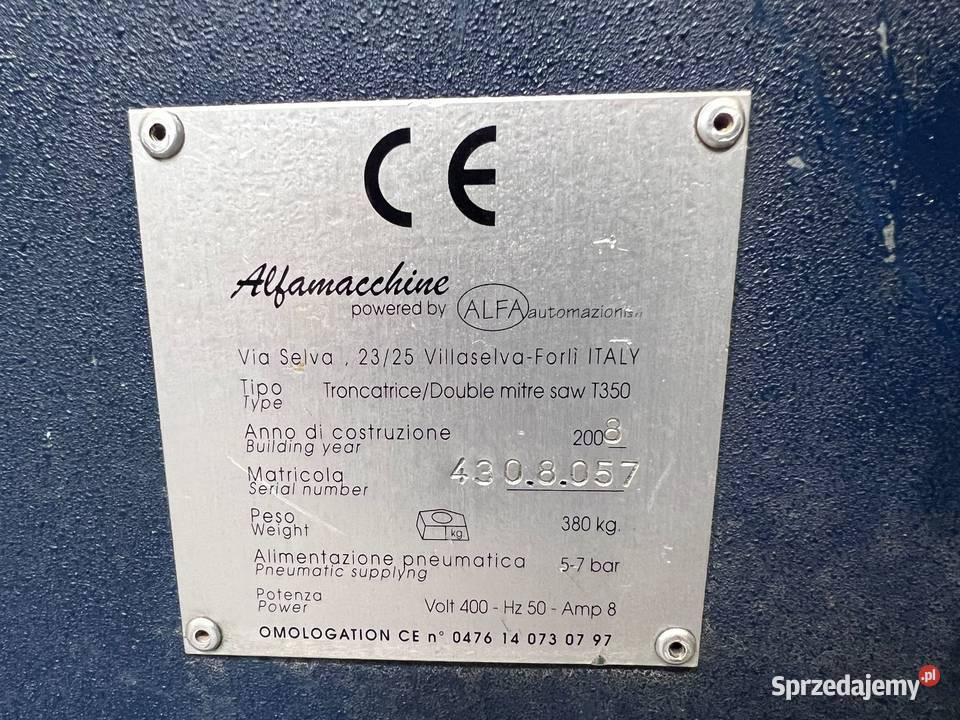 CE
Alfamacchine
powered by ALFA automazioni
Via Selva , 23/25 Villaselva-Forlì ITALY
Tipo Troncatrice/Double mitre saw T350
Type
Anno di costruzione 2008
Building year
Matricola 430.8.057
Serial number
Peso kg 380 kg.
Weight
Alimentazione pneumatica 5-7 bar
Pneumatic supplyng
Potenza Volt 400 - Hz 50 - Amp 8
Power
OMOLOGATION CE n° 0476 14 073 07 97
Sprzedajemy.pl